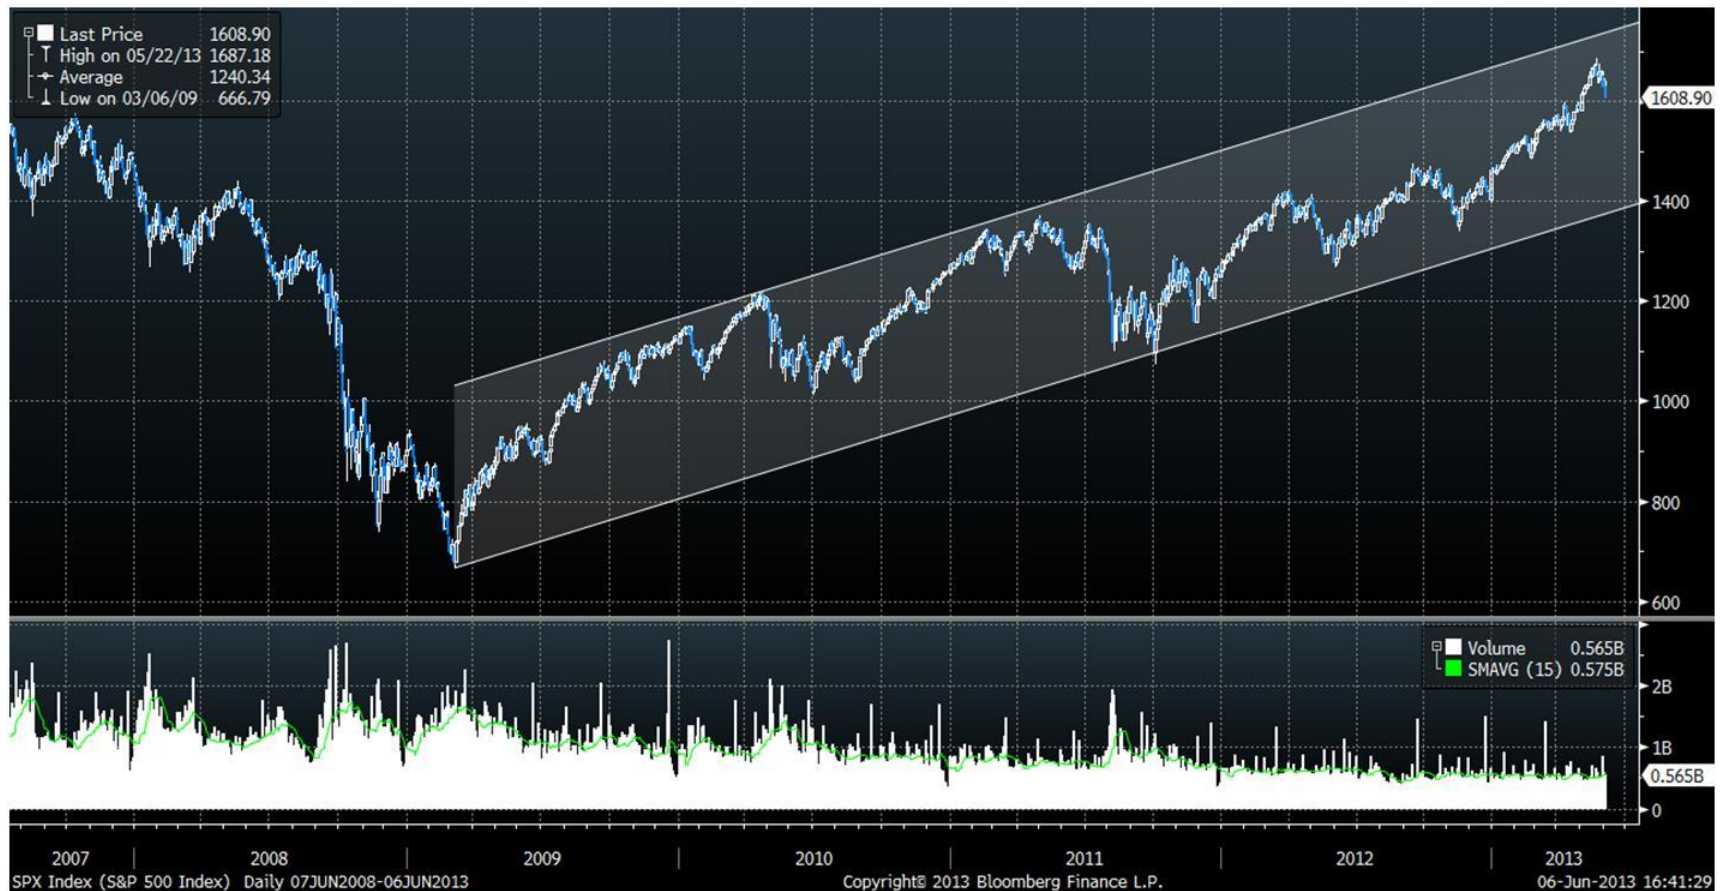 Last Price 1608.90
High on 05/22/13 1687.18
Average 1240.34
Low on 03/06/09 666.79
1608.90
1400
1200
1000
800
600
Volume 0.565B
SMAVG (15) 0.575B
2B
1B
0.565B
0
2007 2008 2009 2010 2011 2012 2013
SPX Index (S&P 500 Index) Daily 07JUN2008-06JUN2013 Copyright© 2013 Bloomberg Finance L.P. 06-Jun-2013 16:41:29